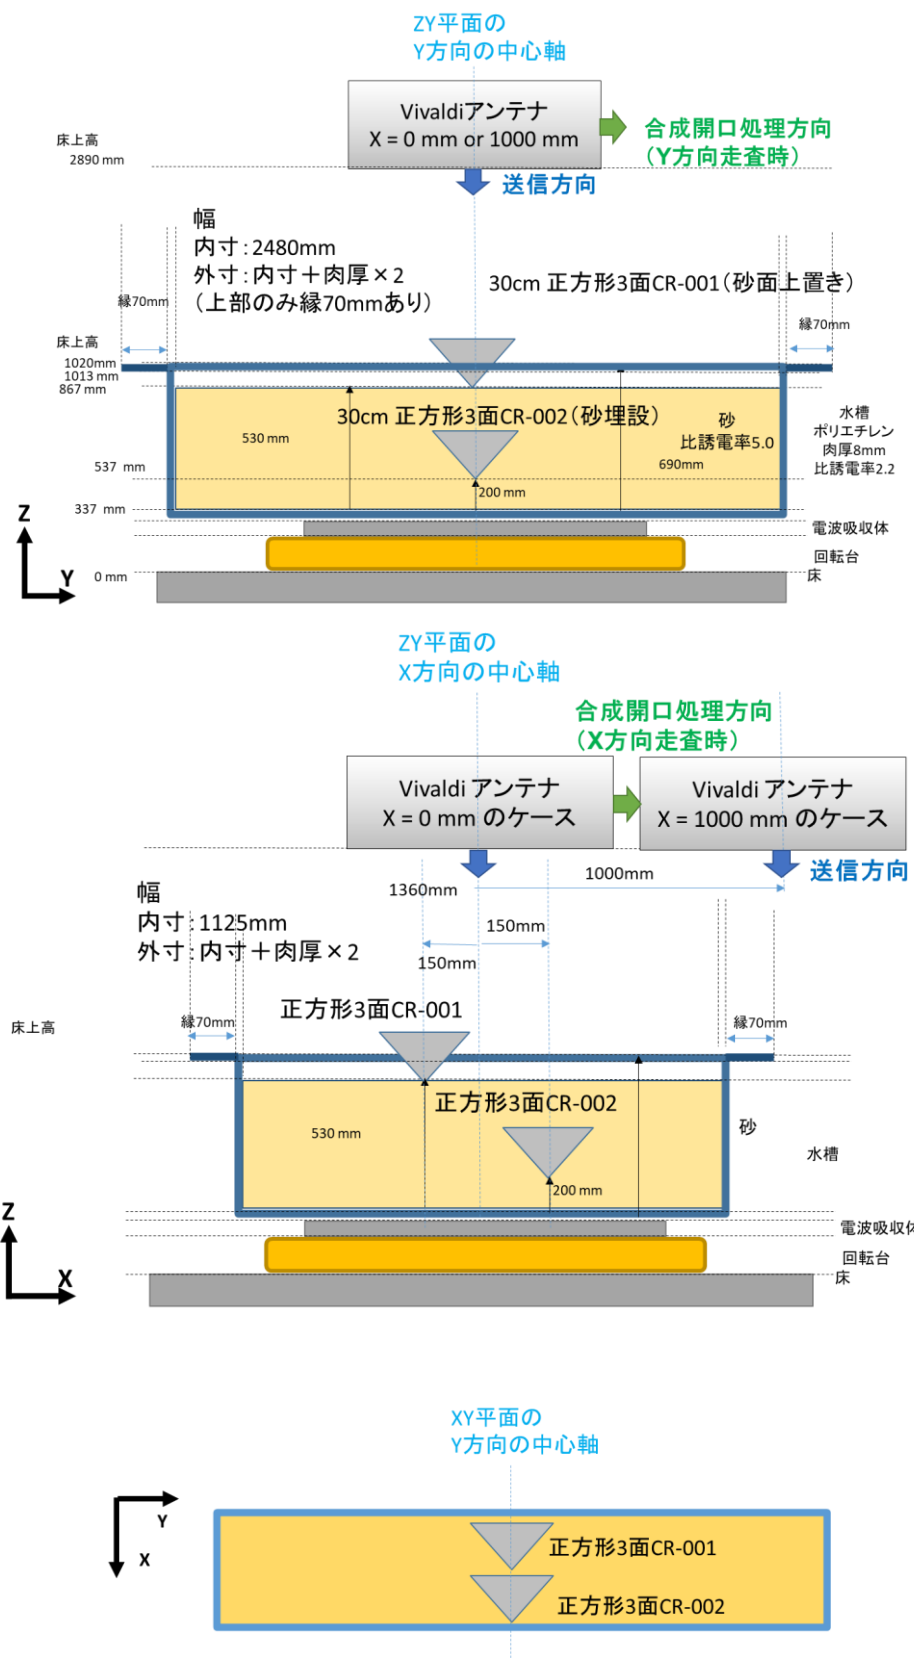 ZY平面の
Y方向の中心軸
Vivaldiアンテナ
X = 0 mm or 1000 mm
合成開口処理方向
(Y方向走査時)
床上高
2890 mm
送信方向
幅
内寸:2480mm
外寸:内寸＋肉厚×2
(上部のみ縁70mmあり)
30cm 正方形3面CR-001(砂面上置き)
縁70mm
縁70mm
床上高
1020mm
1013 mm
867 mm
30cm 正方形3面CR-002(砂埋設)
530 mm
砂
比誘電率5.0
水槽
ポリエチレン
肉厚8mm
比誘電率2.2
690mm
537 mm
200 mm
337 mm
Z
Y
電波吸収体
回転台
床
0 mm
ZY平面の
X方向の中心軸
合成開口処理方向
(X方向走査時)
Vivaldi アンテナ
X = 0 mm のケース
Vivaldi アンテナ
X = 1000 mm のケース
送信方向
1360mm
1000mm
幅
内寸:1125mm
外寸:内寸＋肉厚×2
150mm
150mm
正方形3面CR-001
床上高
縁70mm
縁70mm
正方形3面CR-002
530 mm
砂
水槽
200 mm
Z
X
電波吸収体
回転台
床
XY平面の
Y方向の中心軸
Y
X
正方形3面CR-001
正方形3面CR-002